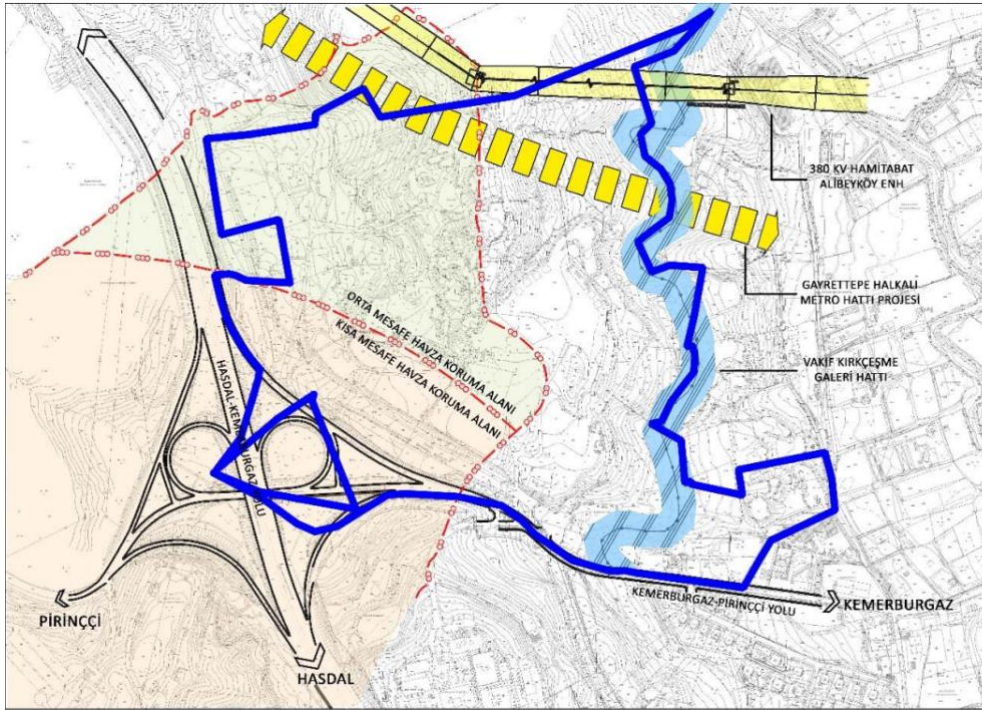 380 KV HAMİTABAT
ALİBEYKÖY ENH
GAYRETTEPE HALKALI
METRO HATTI PROJESİ
ORTA MESAFE HAVZA KORUMA ALANI
KISA MESAFE HAVZA KORUMA ALANI
VAKIF KIRKÇEŞME
GALERİ HATTI
HASDAL-KEMERBURGAZ YOLU
KEMERBURGAZ-PİRİNÇÇİ YOLU
KEMERBURGAZ
PİRİNÇÇİ
HASDAL